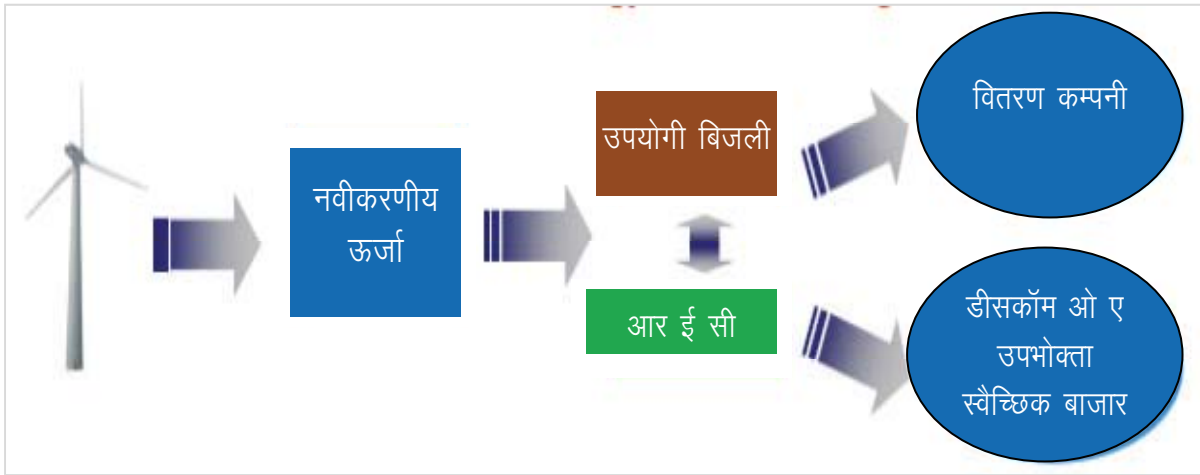 नवीकरणीय
ऊर्जा
उपयोगी बिजली
आर ई सी
वितरण कम्पनी
डीसकॉम ओ ए
उपभोक्ता
स्वैच्छिक बाजार